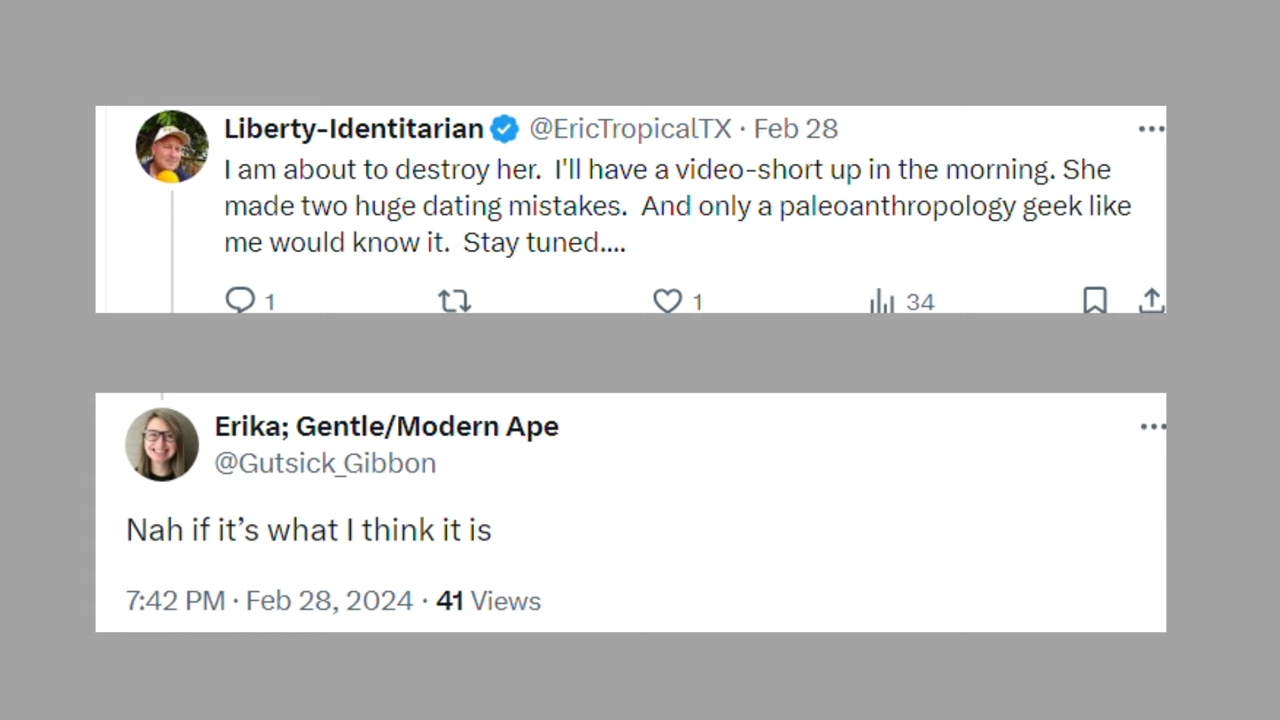 Liberty-Identitarian @EricTropicalTX · Feb 28
I am about to destroy her.  I'll have a video-short up in the morning. She
made two huge dating mistakes.  And only a paleoanthropology geek like
me would know it.  Stay tuned....
1 1 34
Erika; Gentle/Modern Ape
@Gutsick_Gibbon
Nah if it’s what I think it is
7:42 PM · Feb 28, 2024 · 41 Views